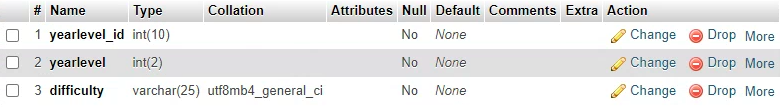 # Name Type Collation Attributes Null Default Comments Extra Action
1 yearlevel_id int(10) No None Change Drop More
2 yearlevel int(2) No None Change Drop More
3 difficulty varchar(25) utf8mb4_general_ci No None Change Drop More